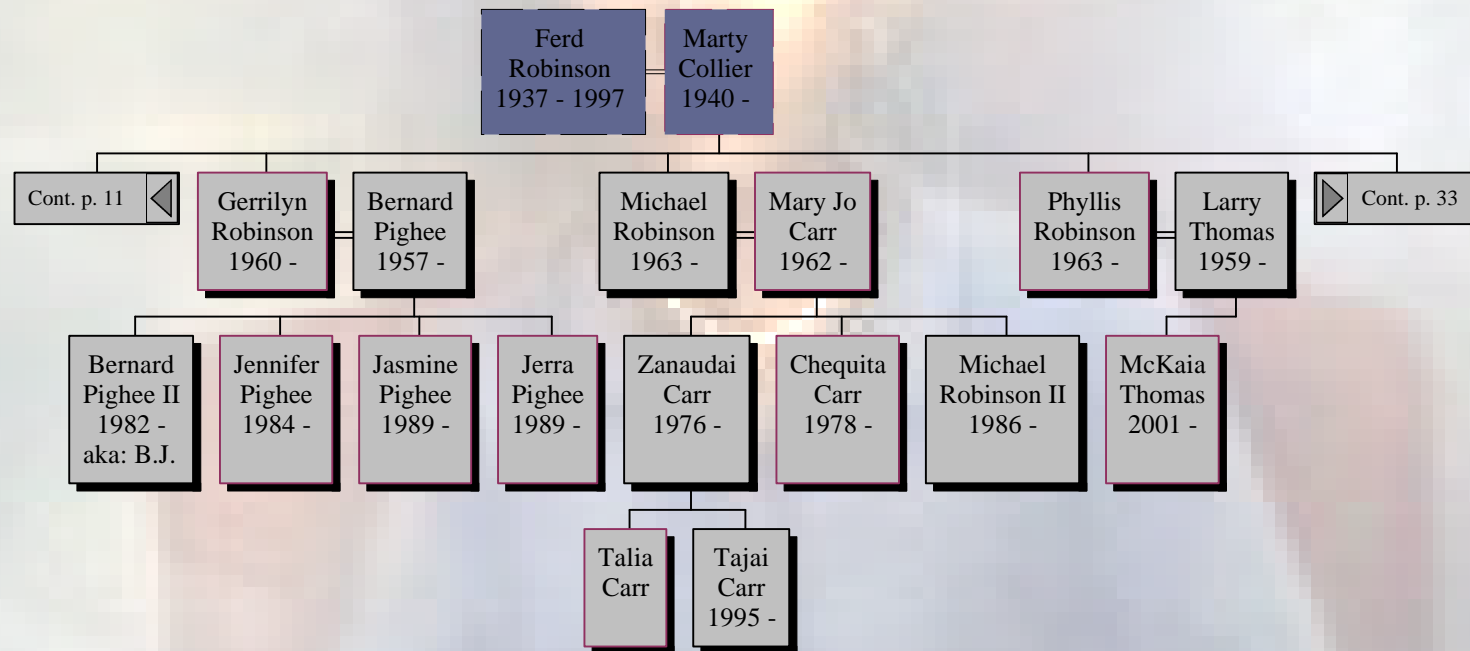 Ferd
Robinson
1937 - 1997
Marty
Collier
1940 -
Cont. p. 11
Gerrilyn
Robinson
1960 -
Bernard
Pighee
1957 -
Michael
Robinson
1963 -
Mary Jo
Carr
1962 -
Phyllis
Robinson
1963 -
Larry
Thomas
1959 -
Cont. p. 33
Bernard
Pighee II
1982 -
aka: B.J.
Jennifer
Pighee
1984 -
Jasmine
Pighee
1989 -
Jerra
Pighee
1989 -
Zanaudai
Carr
1976 -
Chequita
Carr
1978 -
Michael
Robinson II
1986 -
McKaia
Thomas
2001 -
Talia
Carr
Tajai
Carr
1995 -